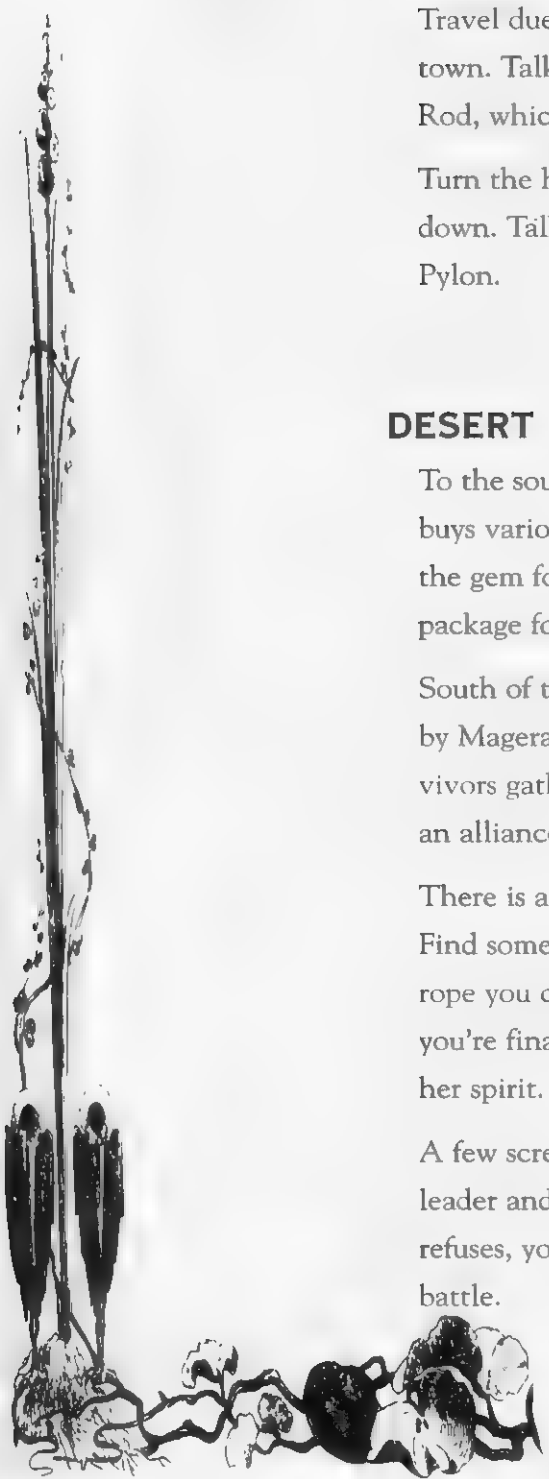 Travel due
town. Talk
Rod, whic
Turn the h
down. Talk
Pylon.
DESERT
To the sou
buys vario
the gem fo
package fo
South of t
by Magera
vivors gath
an alliance
There is a
Find some
rope you c
you're fina
her spirit.
A few scre
leader and
refuses, yo
battle.